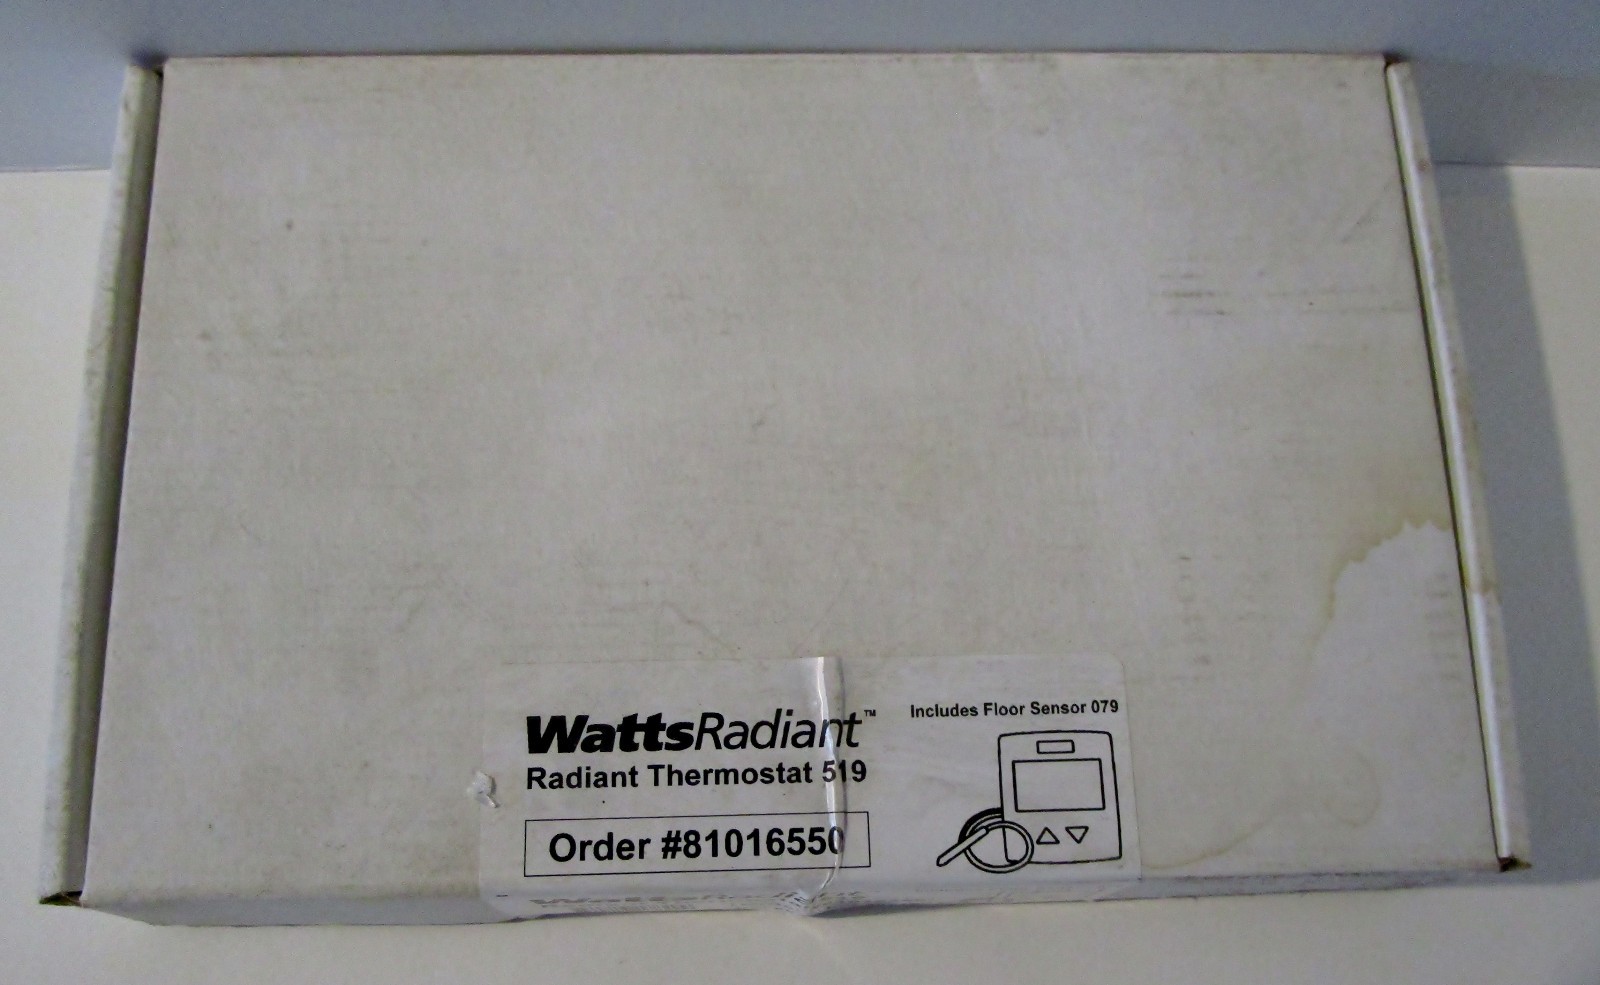 WattsRadiant™
Radiant Thermostat 519
Order #81016550
Includes Floor Sensor 079